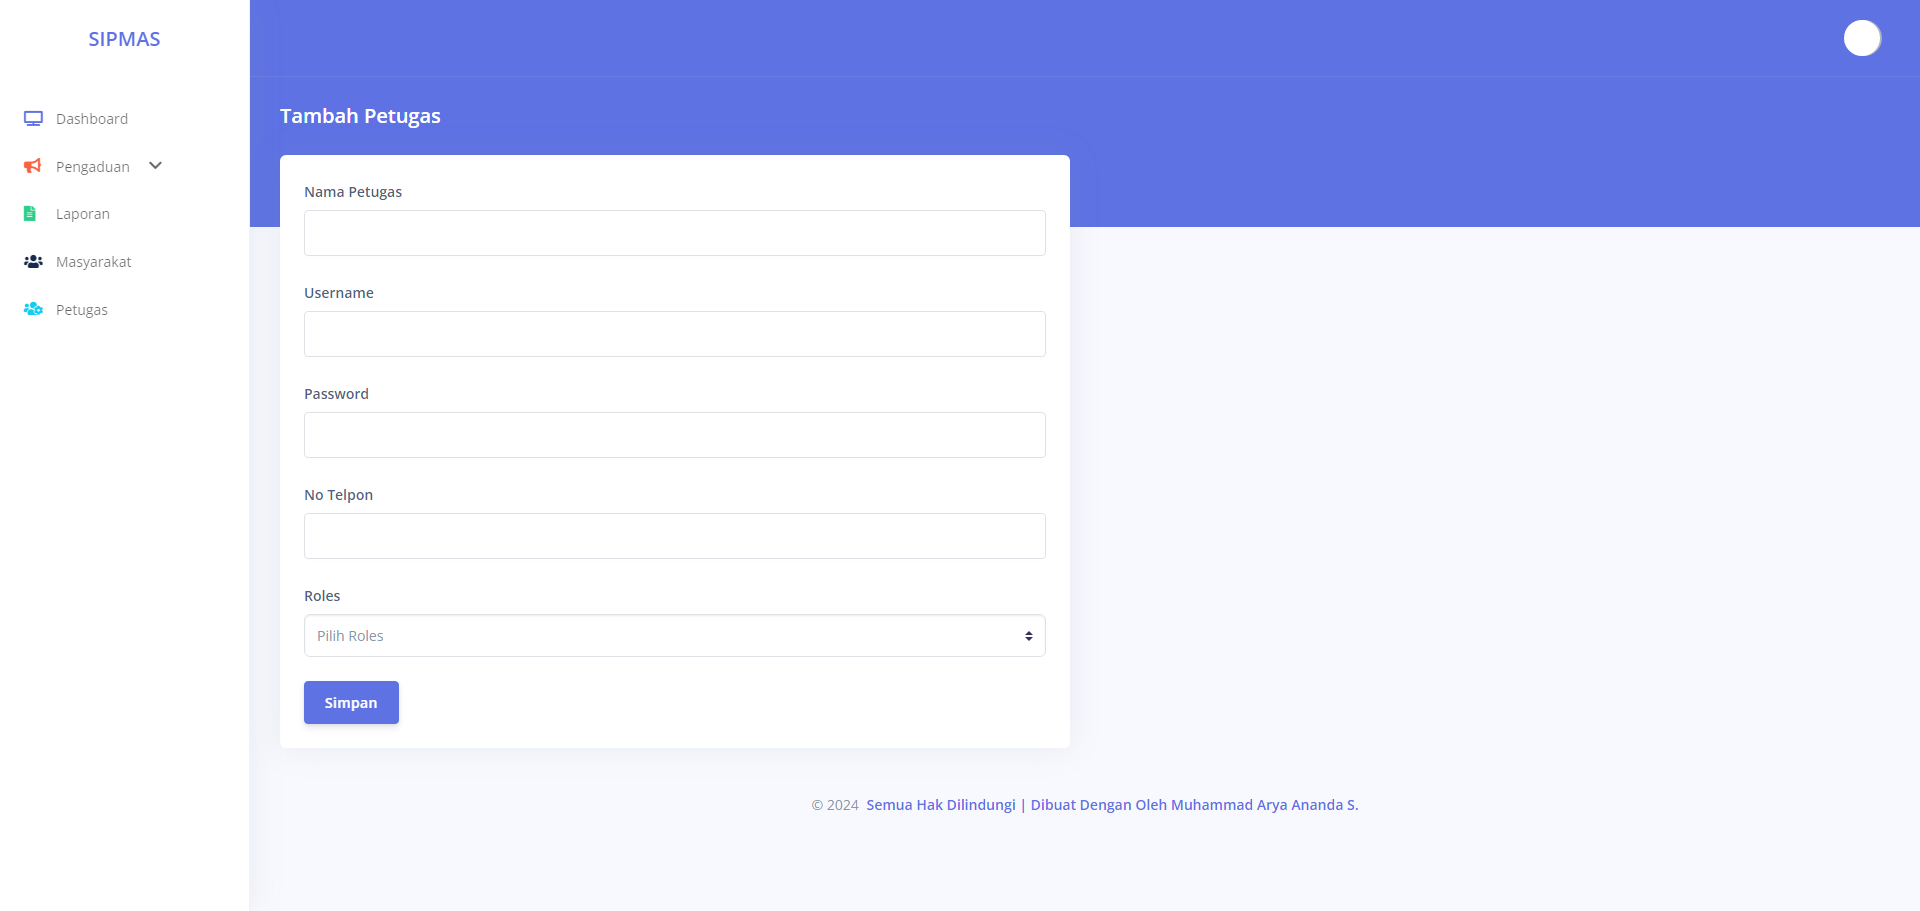 SIPMAS
Dashboard
Pengaduan
Laporan
Masyarakat
Petugas
Tambah Petugas
Nama Petugas
Username
Password
No Telpon
Roles
Pilih Roles
Simpan
© 2024 Semua Hak Dilindungi | Dibuat Dengan Oleh Muhammad Arya Ananda S.